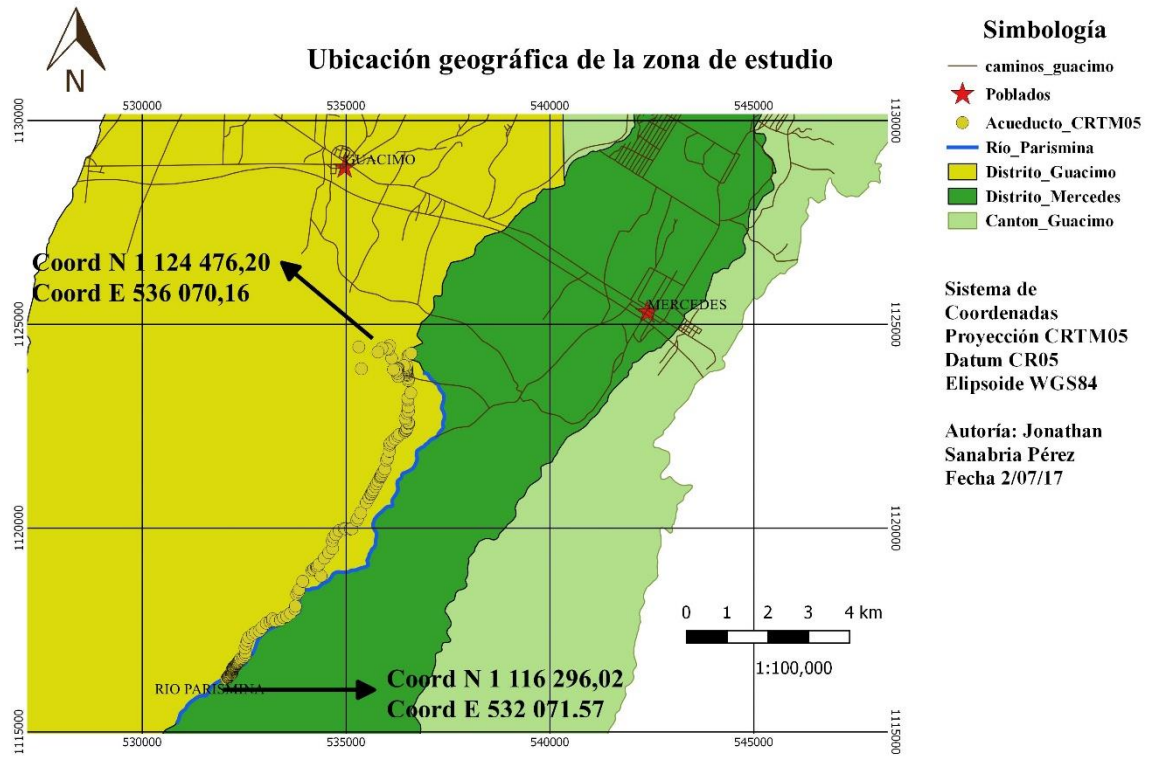 N
Ubicación geográfica de la zona de estudio
530000 535000 540000 545000
1130000 1130000
GUACIMO
Coord N 1 124 476,20
Coord E 536 070,16
MERCEDES
1125000 1125000
1120000 1120000
0 1 2 3 4 km
1:100,000
RIO PARISMINA
Coord N 1 116 296,02
Coord E 532 071.57
1115000 1115000
530000 535000 540000 545000
Simbología
caminos_guacimo
Poblados
Acueducto_CRTM05
Río_Parismina
Distrito_Guacimo
Distrito_Mercedes
Canton_Guacimo
Sistema de
Coordenadas
Proyección CRTM05
Datum CR05
Elipsoide WGS84
Autoría: Jonathan
Sanabria Pérez
Fecha 2/07/17